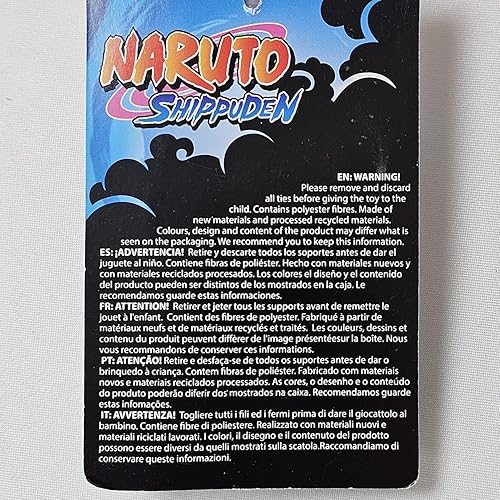 NARUTO
SHIPPUDEN
EN: WARNING!
Please remove and discard
all ties before giving the toy to the
child. Contains polyester fibres. Made of
new materials and processed recycled materials.
Colours, design and content of the product may differ what is
seen on the packaging. We recommend you to keep this information.
ES: ¡ADVERTENCIA! Retire y descarte todos los soportes antes de dar el
juguete al niño. Contiene fibras de poliéster. Hecho con materiales nuevos y
con materiales reciclados procesados. Los colores el diseño y el contenido
del producto pueden ser distintos de los mostrados en la caja. Le
recomendamos guarde estas informaciones.
FR: ATTENTION! Retirer et jeter tous les supports avant de remettre le
jouet à l'enfant. Contient des fibres de polyester. Fabriqué à partir de
matériaux neufs et de matériaux recyclés et traités. Les couleurs, dessins et
contenu du produit peuvent différer de l'image présentéesur la boîte. Nous
vous recommandons de conserver ces informations.
PT: ATENÇÃO! Retire e desfaça-se de todos os suportes antes de dar o
brinquedo à criança. Contem fibras de poliéster. Fabricado com materiais
novos e materiais reciclados processados. As cores, o desenho e o conteúdo
do produto poderão diferir dos mostrados na caixa. Recomendamos guarde
estas infomações.
IT: AVVERTENZA! Togliere tutti i fili ed i fermi prima di dare il giocattolo al
bambino. Contiene fibre di poliestere. Realizzato con materiali nuovi e
materiali riciclati lavorati. I colori, il disegno e il contenuto del prodotto
possono essere diversi da quelli mostrati sulla scatola.Raccomandiamo di
conservare queste informazioni.